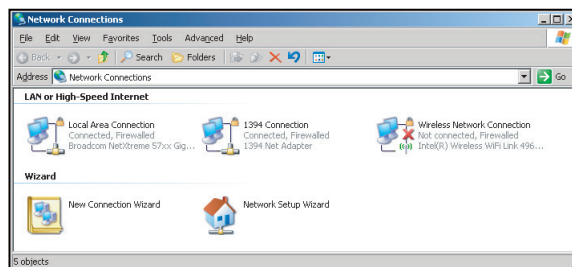 Network Connections
File Edit View Favorites Tools Advanced Help
Back Search Folders
Address Network Connections Go
LAN or High-Speed Internet
Local Area Connection
Connected, Firewalled
Broadcom NetXtreme 57xx Gig...
1394 Connection
Connected, Firewalled
1394 Net Adapter
Wireless Network Connection
Not connected, Firewalled
Intel(R) Wireless WiFi Link 496...
Wizard
New Connection Wizard
Network Setup Wizard
5 objects